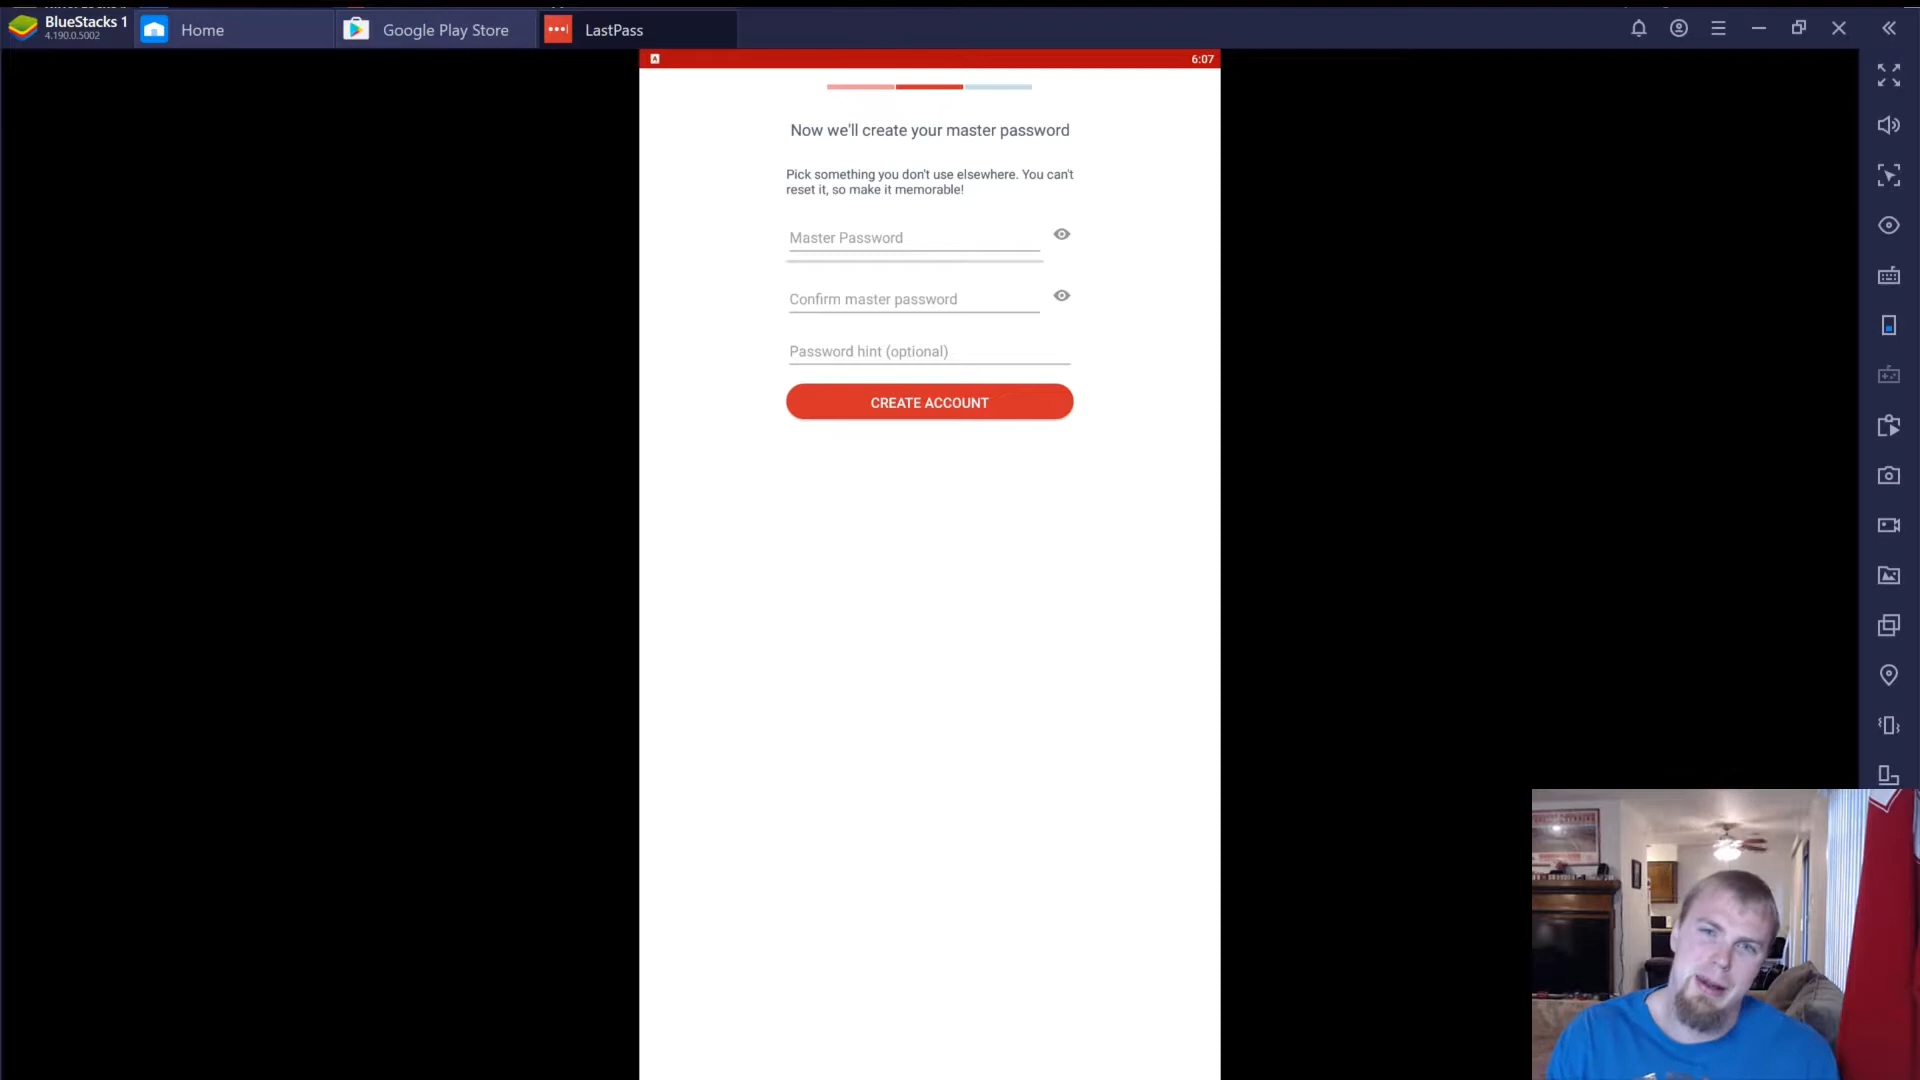 BlueStacks 1
4.190.0.5002
Home
Google Play Store
LastPass
6:07
Now we'll create your master password
Pick something you don't use elsewhere. You can't
reset it, so make it memorable!
Master Password
Confirm master password
Password hint (optional)
CREATE ACCOUNT